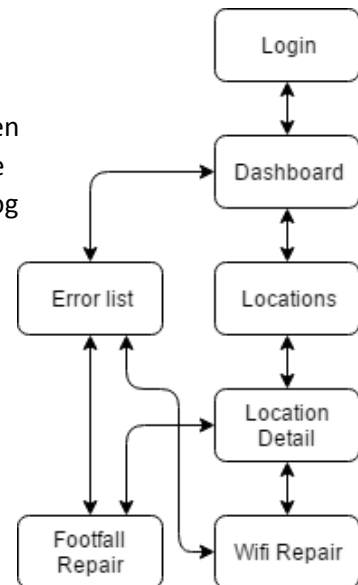 Login
Dashboard
Error list
Locations
Location
Detail
Footfall
Repair
Wifi Repair